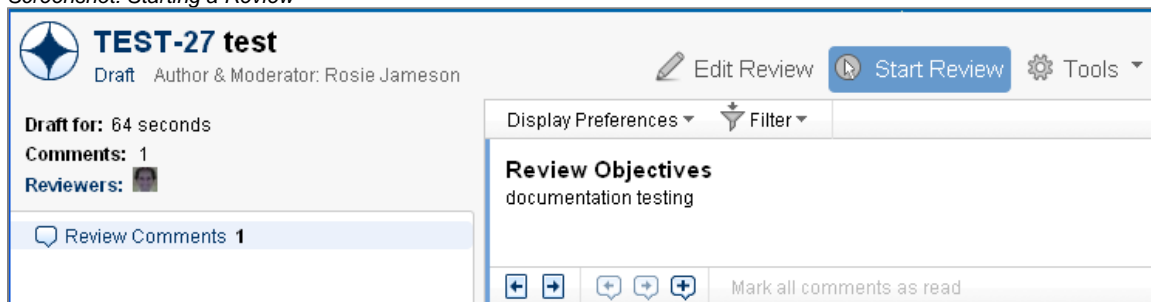 Screenshot: Starting a Review
TEST-27 test
Draft Author & Moderator: Rosie Jameson
Edit Review Start Review Tools
Draft for: 64 seconds
Comments: 1
Reviewers:
Review Comments 1
Display Preferences Filter
Review Objectives
documentation testing
Mark all comments as read